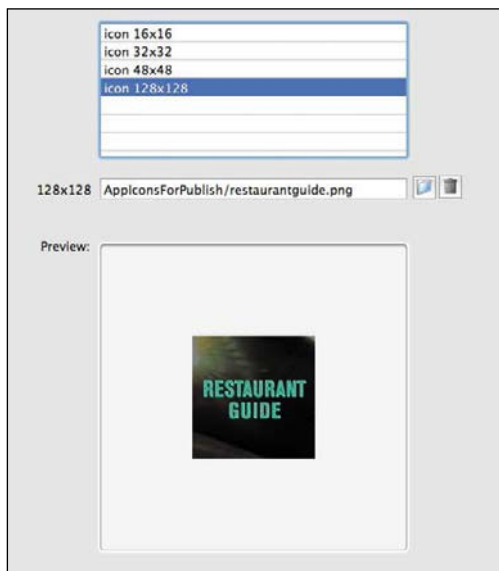 icon 16x16
icon 32x32
icon 48x48
icon 128x128
128x128 AppIconsForPublish/restaurantguide.png
Preview:
RESTAURANT
GUIDE